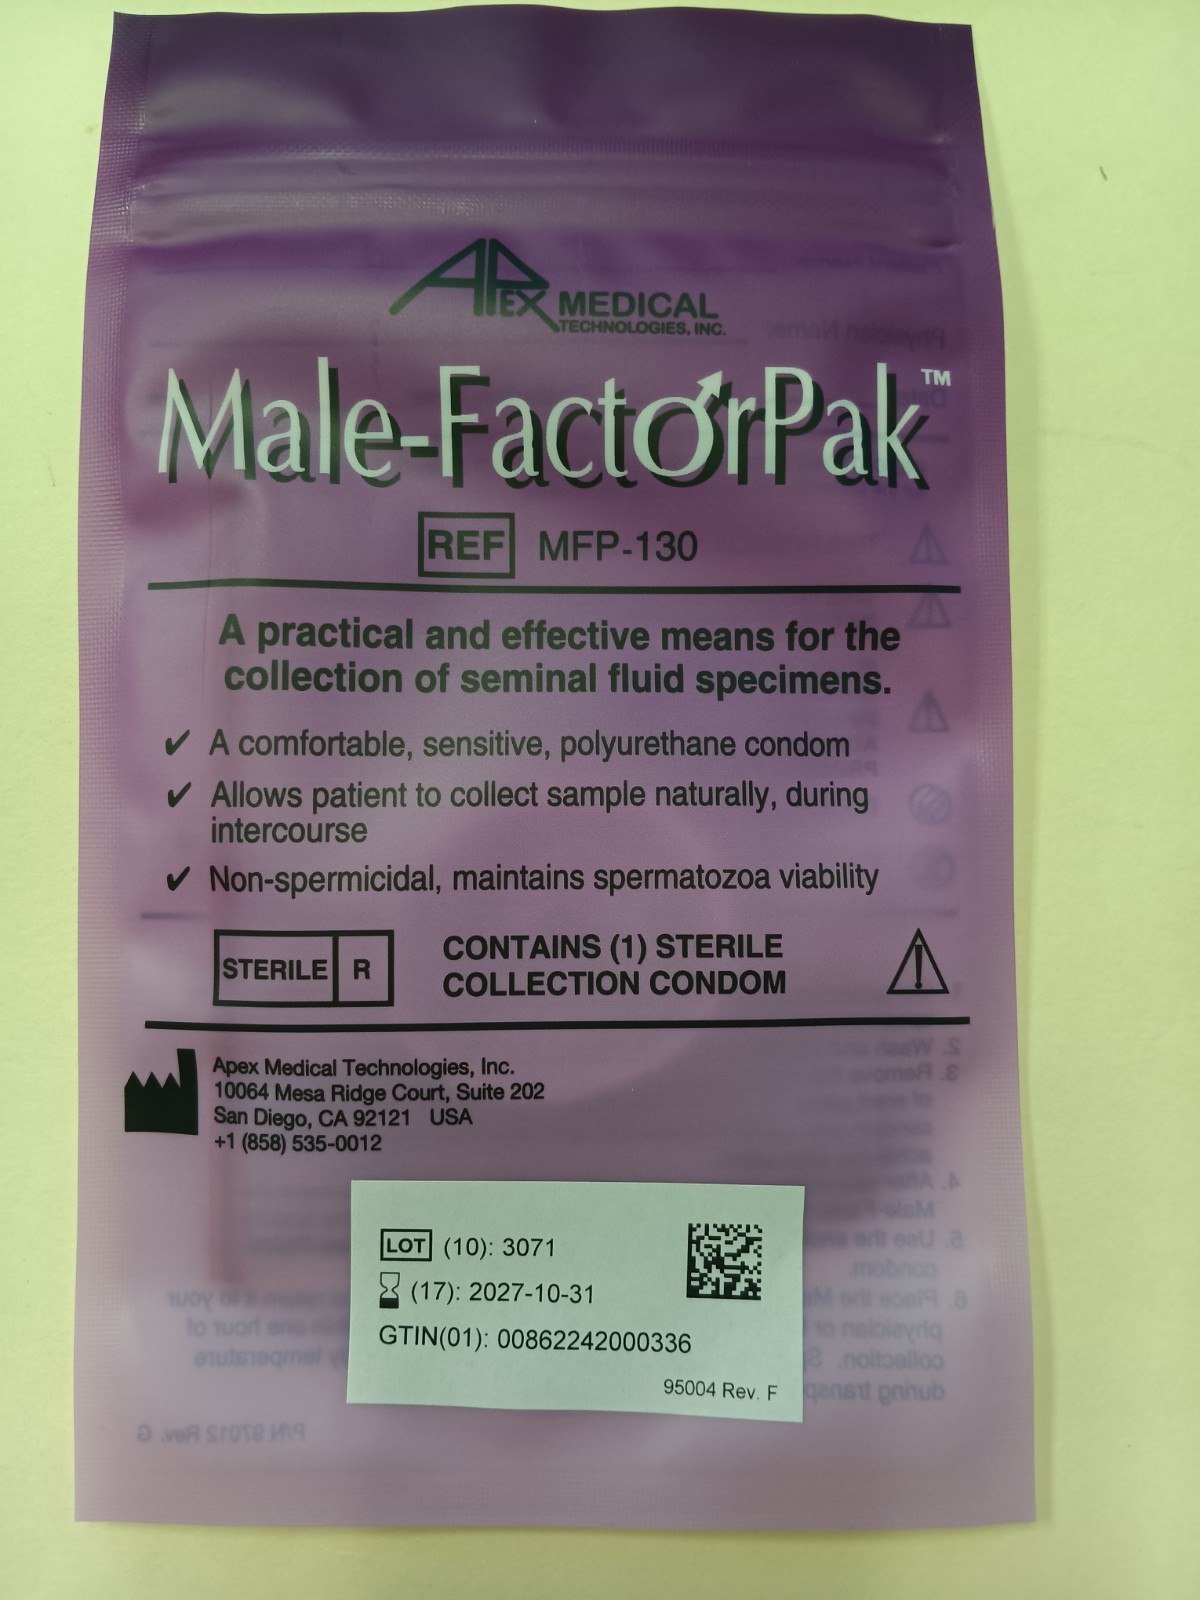 APEX MEDICAL
TECHNOLOGIES, INC.
Male-FactorPak™
REF MFP-130
A practical and effective means for the
collection of seminal fluid specimens.
✔ A comfortable, sensitive, polyurethane condom
✔ Allows patient to collect sample naturally, during
intercourse
✔ Non-spermicidal, maintains spermatozoa viability
STERILE R
CONTAINS (1) STERILE
COLLECTION CONDOM
Apex Medical Technologies, Inc.
10064 Mesa Ridge Court, Suite 202
San Diego, CA 92121 USA
+1 (858) 535-0012
LOT (10): 3071
(17): 2027-10-31
GTIN(01): 00862242000336
95004 Rev. F
P/N 97012 Rev. G